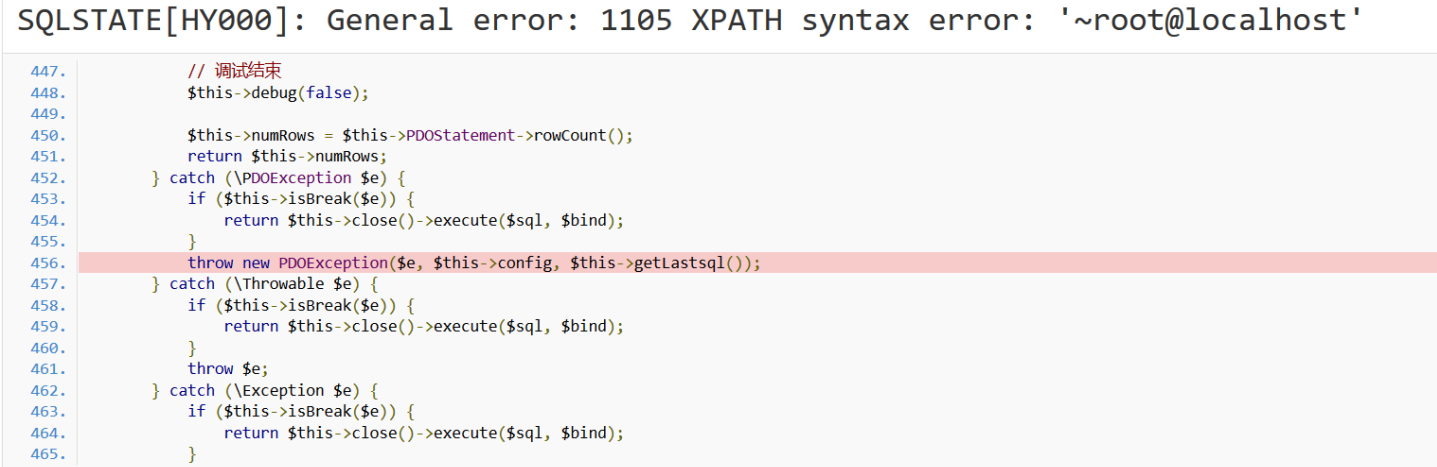 SQLSTATE[HY000]: General error: 1105 XPATH syntax error: '~root@localhost'
447. // 调试结束
448. $this->debug(false);
449.
450. $this->numRows = $this->PDOStatement->rowCount();
451. return $this->numRows;
452. } catch (\PDOException $e) {
453. if ($this->isBreak($e)) {
454. return $this->close()->execute($sql, $bind);
455. }
456. throw new PDOException($e, $this->config, $this->getLastsql());
457. } catch (\Throwable $e) {
458. if ($this->isBreak($e)) {
459. return $this->close()->execute($sql, $bind);
460. }
461. throw $e;
462. } catch (\Exception $e) {
463. if ($this->isBreak($e)) {
464. return $this->close()->execute($sql, $bind);
465. }